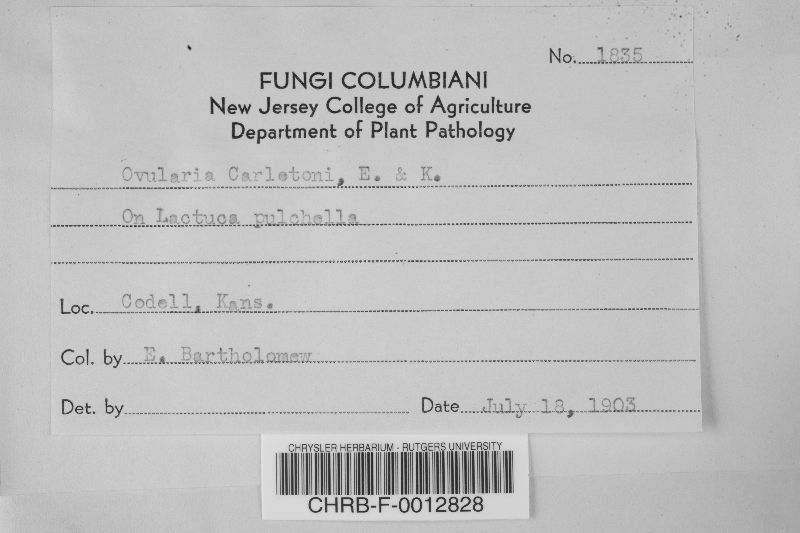 No. 1835
FUNGI COLUMBIANI
New Jersey College of Agriculture
Department of Plant Pathology
Ovularia Carletoni, E. & K.
On Lactuca pulchella
Loc. Codell, Kans.
Col. by E. Bartholomew
Det. by
Date July 18, 1903
CHRYSLER HERBARIUM - RUTGERS UNIVERSITY
CHRB-F-0012828